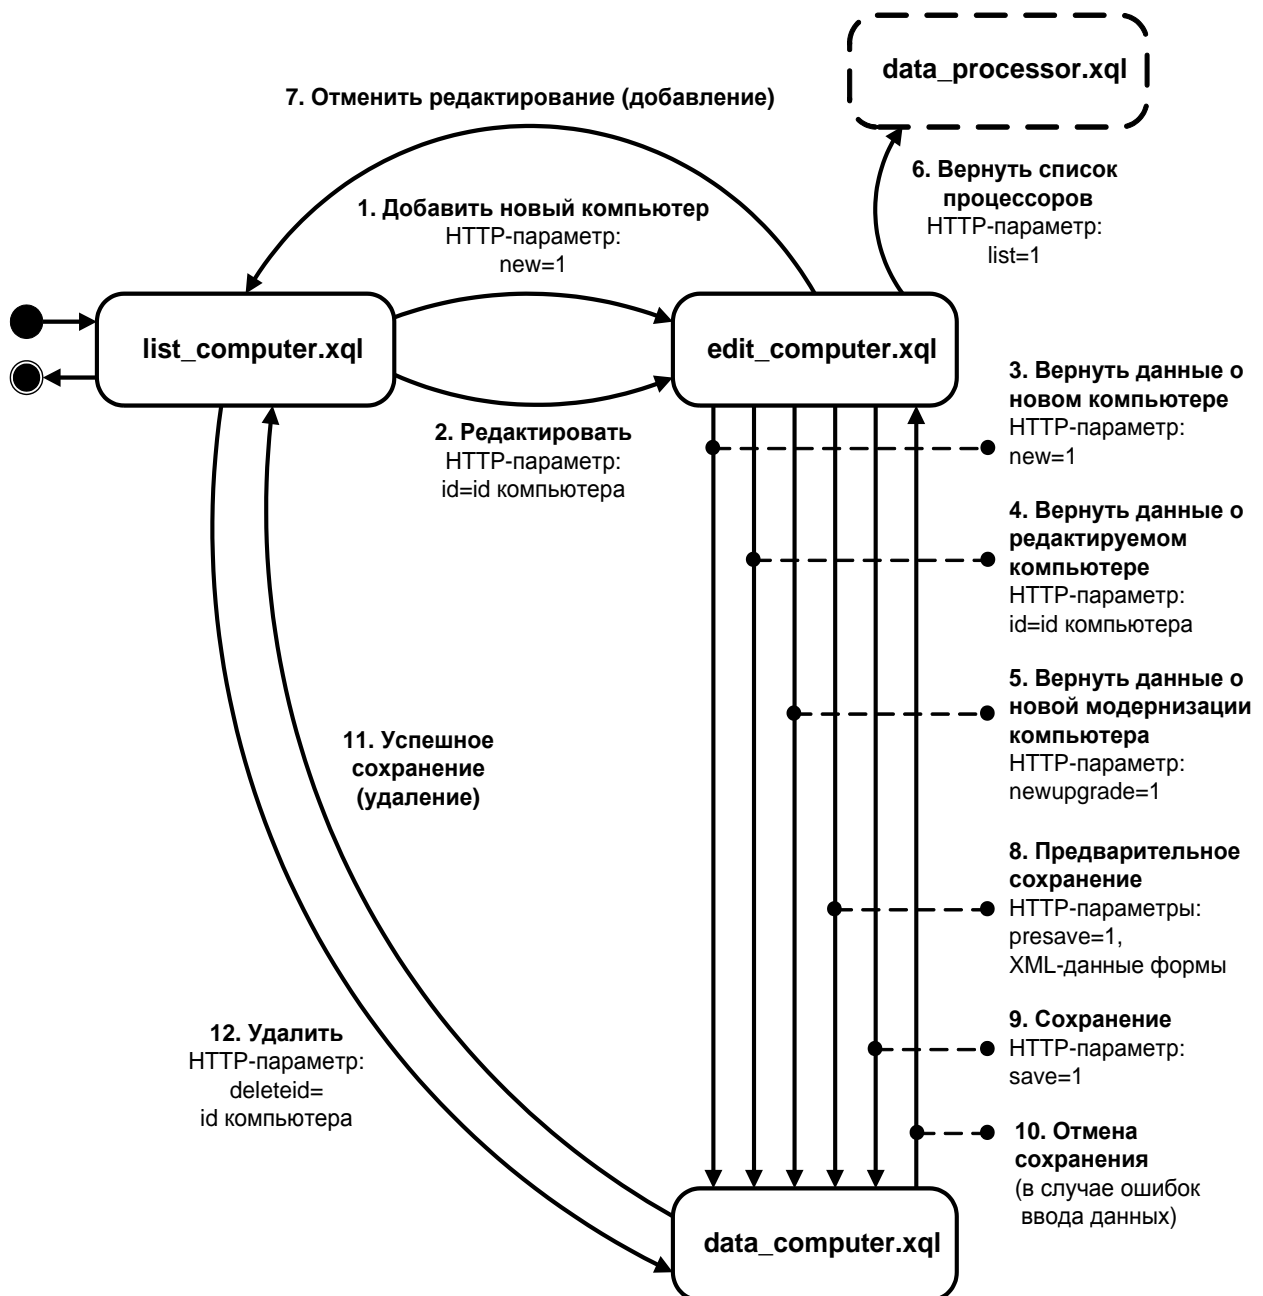 data_processor.xql
7. Отменить редактирование (добавление)
6. Вернуть список
процессоров
HTTP-параметр:
list=1
1. Добавить новый компьютер
HTTP-параметр:
new=1
list_computer.xql
edit_computer.xql
2. Редактировать
HTTP-параметр:
id=id компьютера
3. Вернуть данные о
новом компьютере
HTTP-параметр:
new=1
4. Вернуть данные о
редактируемом
компьютере
HTTP-параметр:
id=id компьютера
5. Вернуть данные о
новой модернизации
компьютера
HTTP-параметр:
newupgrade=1
11. Успешное
сохранение
(удаление)
8. Предварительное
сохранение
HTTP-параметры:
presave=1,
XML-данные формы
12. Удалить
HTTP-параметр:
deleteid=
id компьютера
9. Сохранение
HTTP-параметр:
save=1
10. Отмена
сохранения
(в случае ошибок
ввода данных)
data_computer.xql